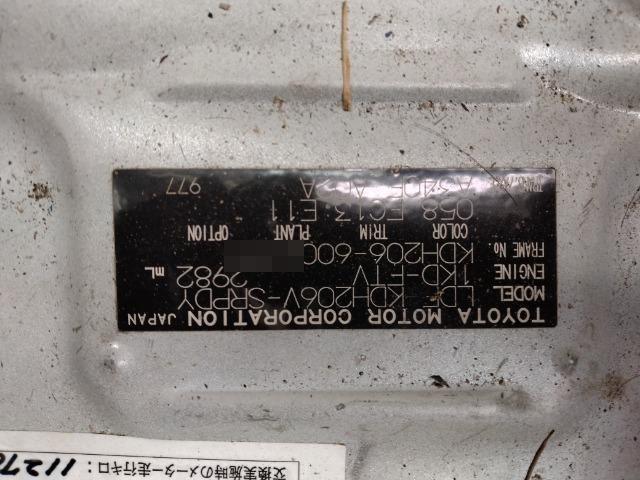 TOYOTA MOTOR CORPORATION JAPAN
MODEL LDF-KDH206V-SRPDY
ENGINE 1KD-FTV 2982 mL
FRAME No. KDH206-600
COLOR TRIM PLANT OPTION
058 FC13 E11
977
交換実施時のメーター走行キロ：